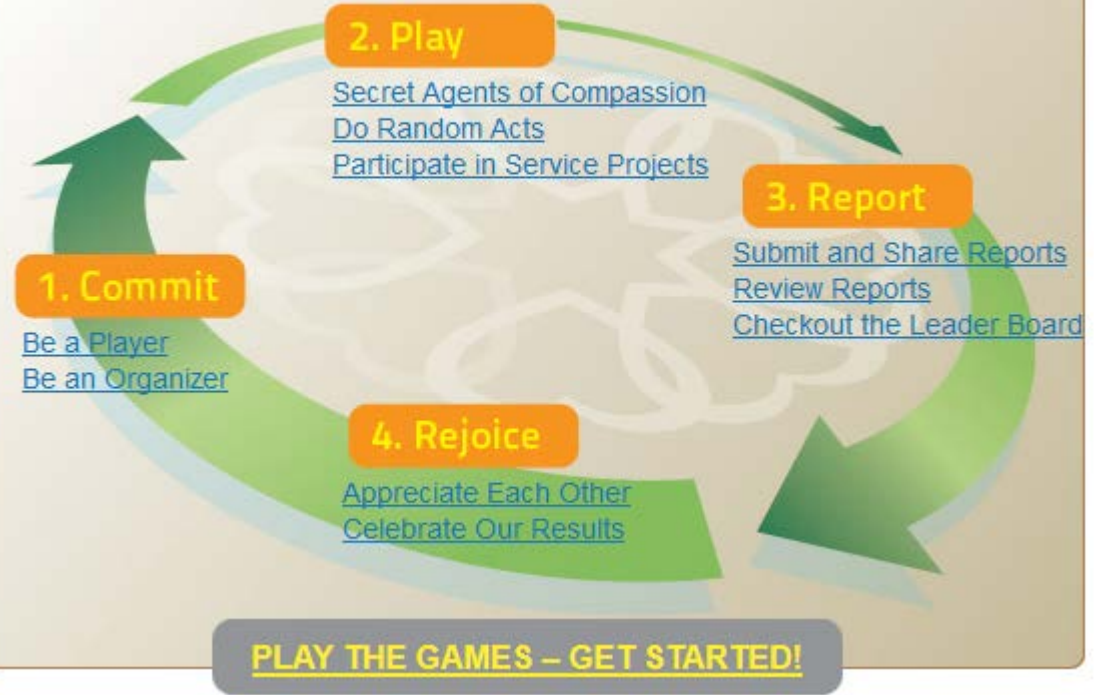 2. Play
Secret Agents of Compassion
Do Random Acts
Participate in Service Projects
3. Report
Submit and Share Reports
Review Reports
Checkout the Leader Board
1. Commit
Be a Player
Be an Organizer
4. Rejoice
Appreciate Each Other
Celebrate Our Results
PLAY THE GAMES – GET STARTED!